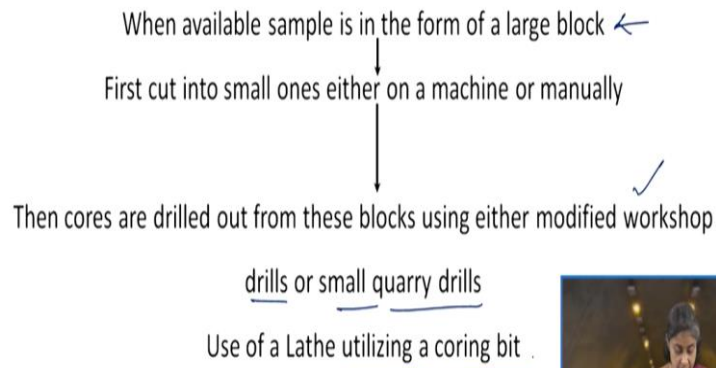 When available sample is in the form of a large block
First cut into small ones either on a machine or manually
Then cores are drilled out from these blocks using either modified workshop
drills or small quarry drills
Use of a Lathe utilizing a coring bit